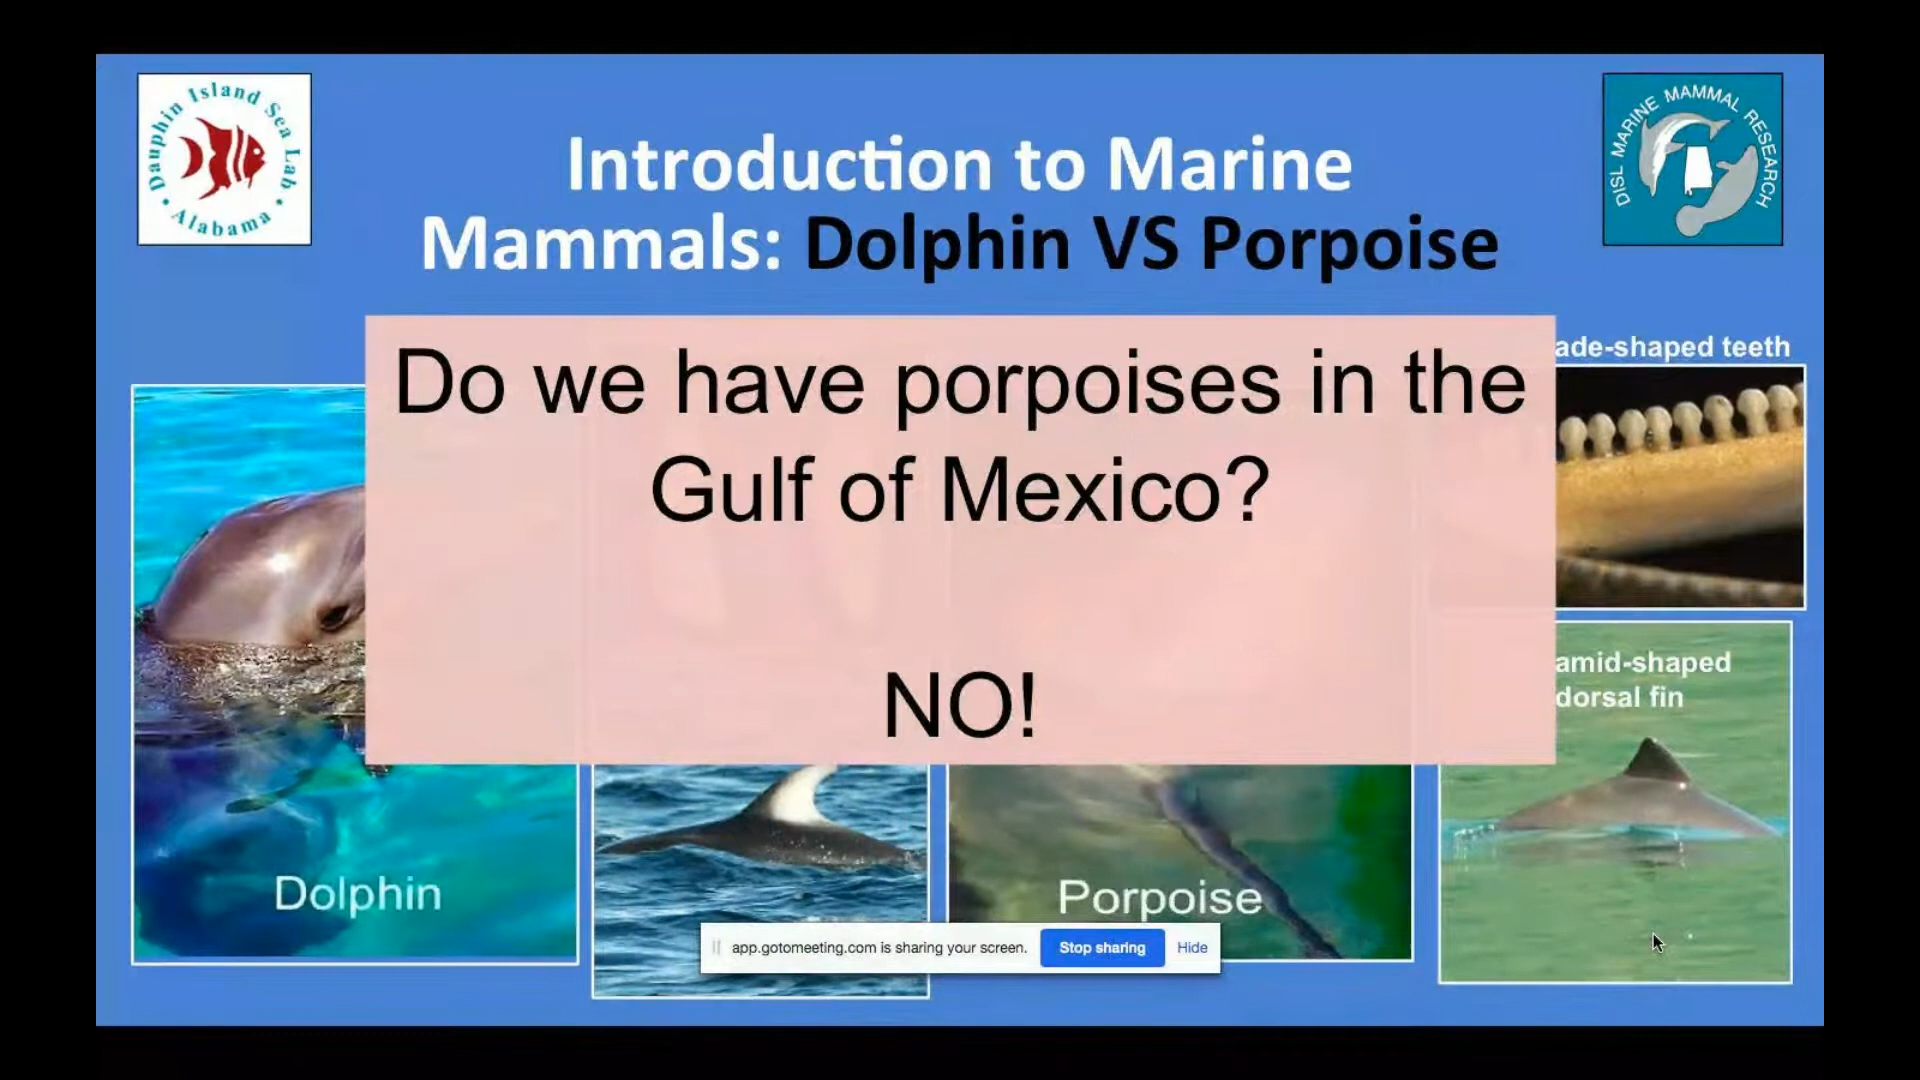 Dauphin Island Sea Lab
Alabama
DISL MARINE MAMMAL RESEARCH
Introduction to Marine
Mammals: Dolphin VS Porpoise
Do we have porpoises in the
Gulf of Mexico?
NO!
ade-shaped teeth
amid-shaped
dorsal fin
Dolphin
Porpoise
app.gotomeeting.com is sharing your screen.
Stop sharing
Hide